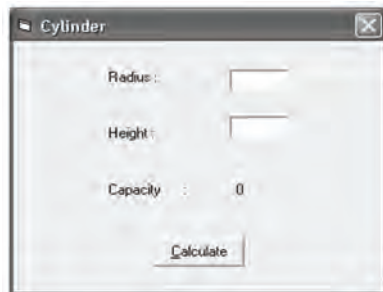 Cylinder
Radius :
Height :
Capacity : 0
Calculate